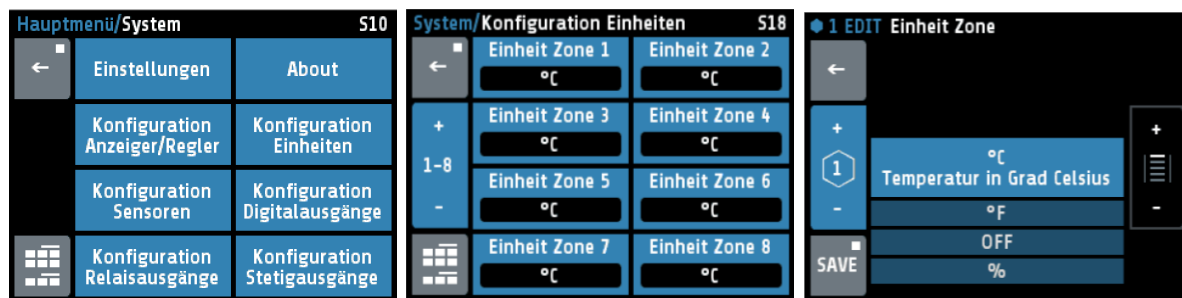 Hauptmenü/System S10
←
Einstellungen
About
Konfiguration
Anzeiger/Regler
Konfiguration
Einheiten
Konfiguration
Sensoren
Konfiguration
Digitalausgänge
Konfiguration
Relaisausgänge
Konfiguration
Stetigausgänge
System/Konfiguration Einheiten S18
←
Einheit Zone 1
°C
Einheit Zone 2
°C
+
1-8
-
Einheit Zone 3
°C
Einheit Zone 4
°C
Einheit Zone 5
°C
Einheit Zone 6
°C
Einheit Zone 7
°C
Einheit Zone 8
°C
1 EDIT Einheit Zone
←
+
1
-
SAVE
°C
Temperatur in Grad Celsius
°F
OFF
%
+
-